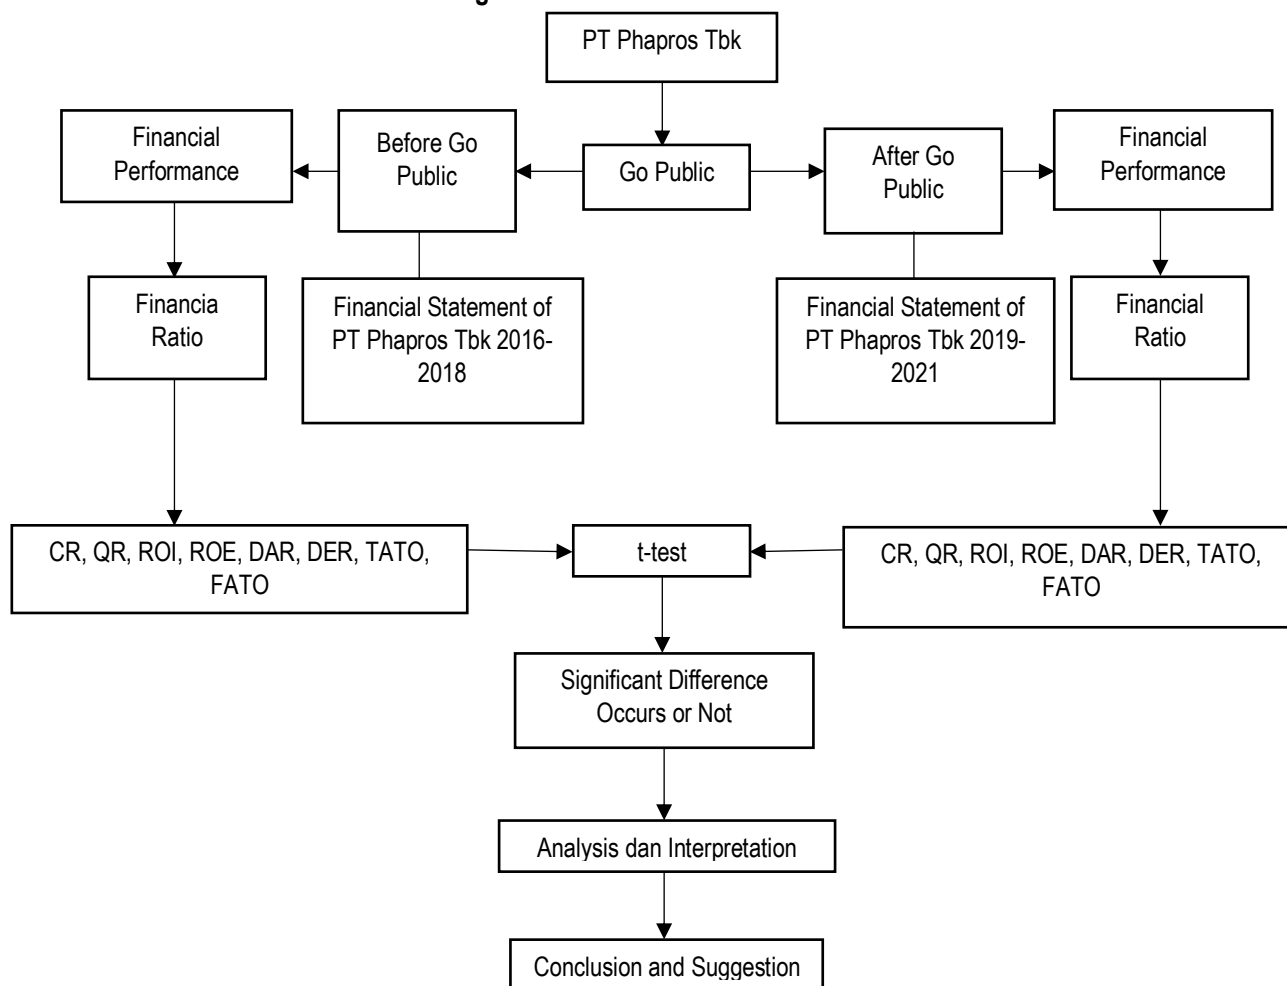 PT Phapros Tbk
Financial
Performance
Before Go
Public
Go Public
After Go
Public
Financial
Performance
Financia
Ratio
Financial Statement of
PT Phapros Tbk 2016-
2018
Financial Statement of
PT Phapros Tbk 2019-
2021
Financial
Ratio
CR, QR, ROI, ROE, DAR, DER, TATO,
FATO
t-test
CR, QR, ROI, ROE, DAR, DER, TATO,
FATO
Significant Difference
Occurs or Not
Analysis dan Interpretation
Conclusion and Suggestion